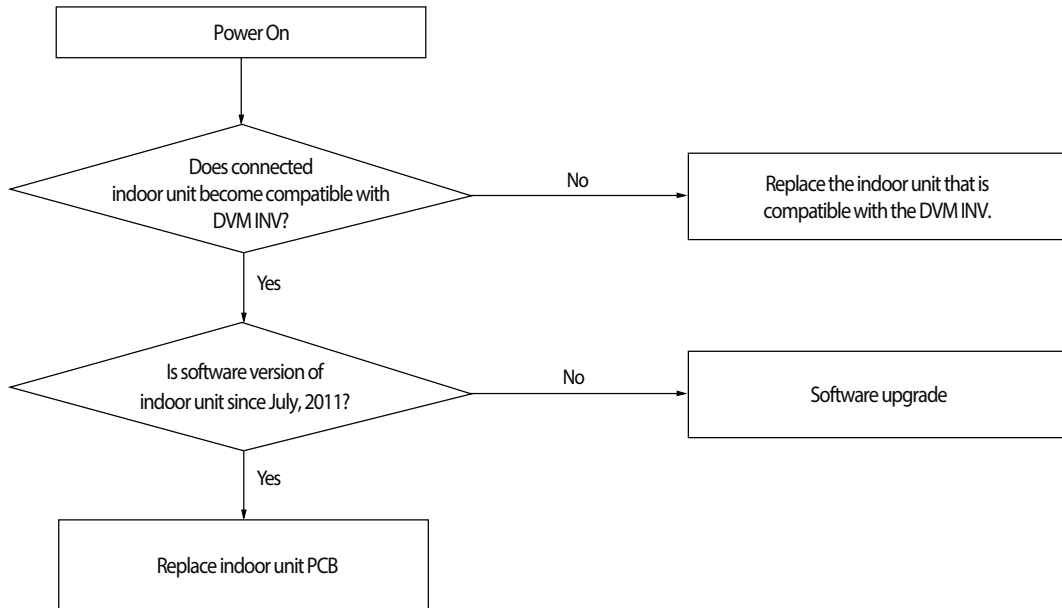 Power On
Does connected
indoor unit become compatible with
DVM INV?
No
Replace the indoor unit that is
compatible with the DVM INV.
Yes
Is software version of
indoor unit since July, 2011?
No
Software upgrade
Yes
Replace indoor unit PCB